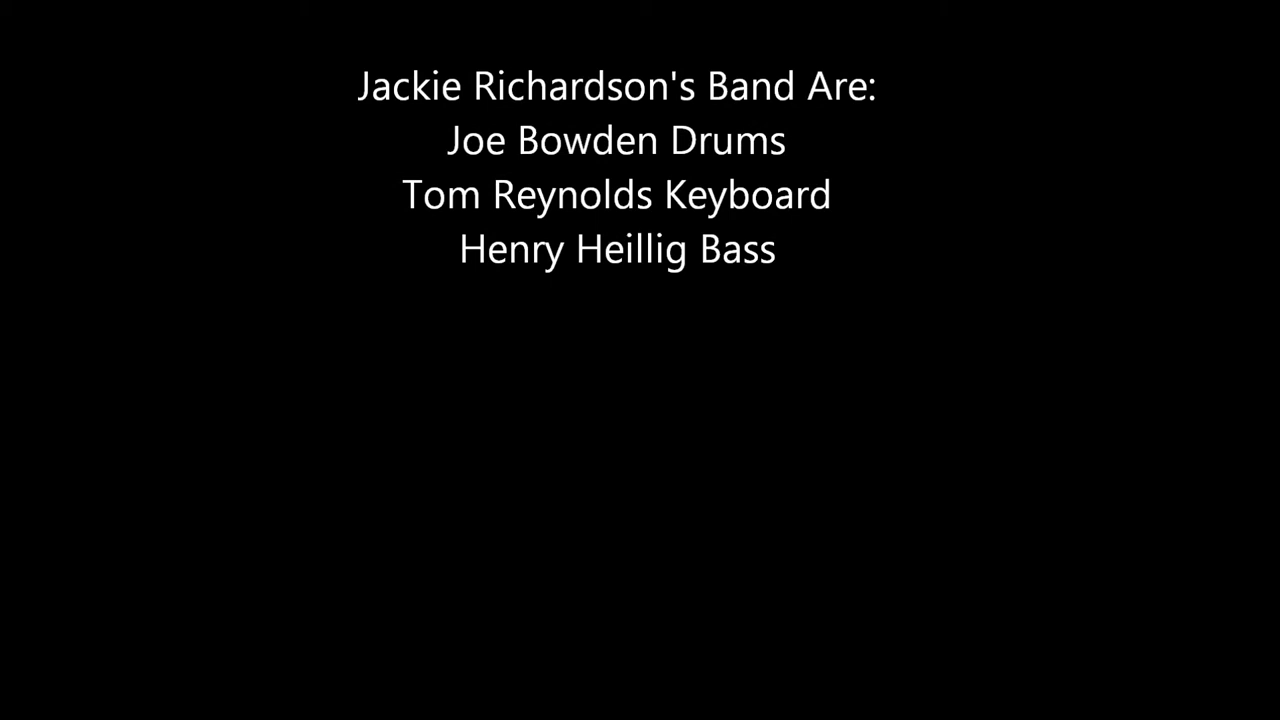 Jackie Richardson's Band Are:
Joe Bowden Drums
Tom Reynolds Keyboard
Henry Heillig Bass